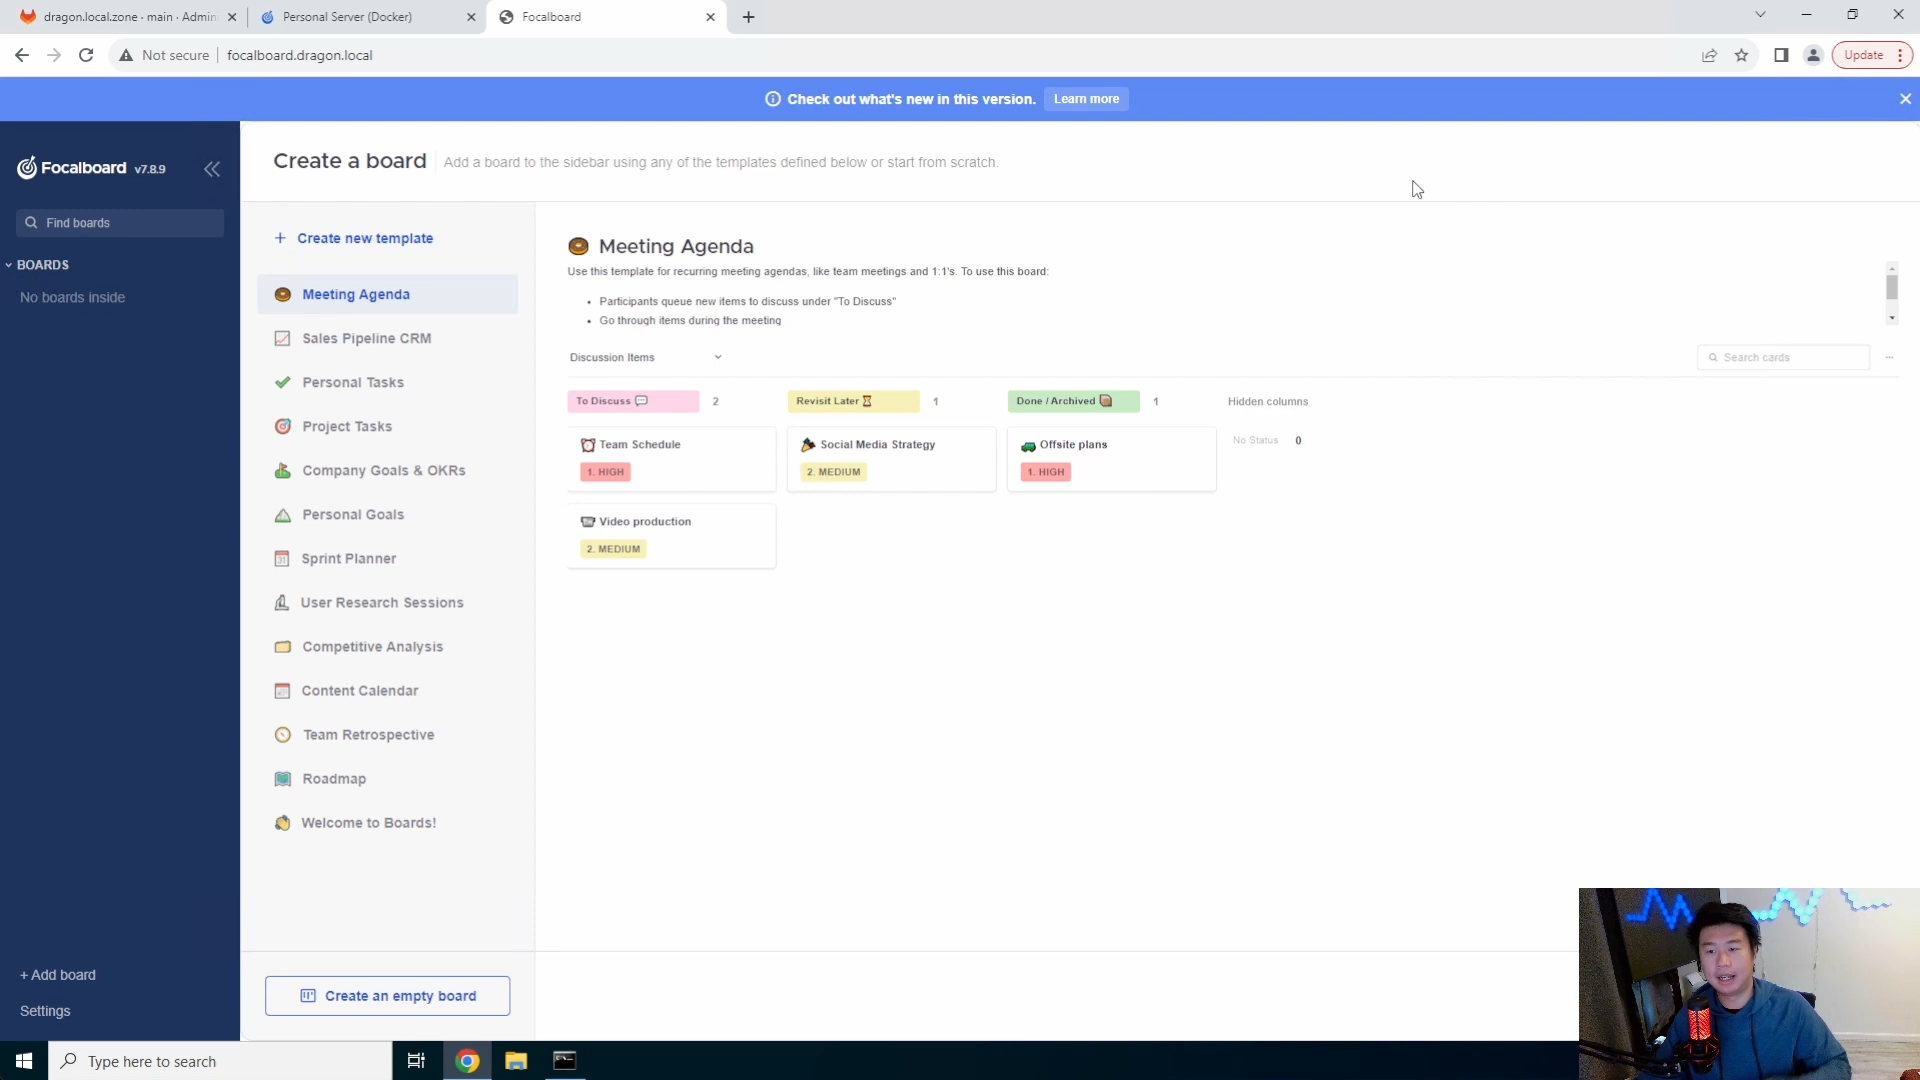 dragon.local.zone · main · Admin
Personal Server (Docker)
Focalboard
Not secure
focalboard.dragon.local
Update
Check out what's new in this version.
Learn more
Focalboard v7.8.9
Find boards
BOARDS
No boards inside
+ Add board
Settings
Create a board
Add a board to the sidebar using any of the templates defined below or start from scratch.
+ Create new template
Meeting Agenda
Sales Pipeline CRM
Personal Tasks
Project Tasks
Company Goals & OKRs
Personal Goals
Sprint Planner
User Research Sessions
Competitive Analysis
Content Calendar
Team Retrospective
Roadmap
Welcome to Boards!
Create an empty board
Meeting Agenda
Use this template for recurring meeting agendas, like team meetings and 1:1's. To use this board:
• Participants queue new items to discuss under "To Discuss"
• Go through items during the meeting
Discussion Items
Search cards
To Discuss 💬 2
Revisit Later ⏳ 1
Done / Archived 1
Hidden columns
Team Schedule
1. HIGH
Social Media Strategy
2. MEDIUM
Offsite plans
1. HIGH
No Status 0
Video production
2. MEDIUM
Type here to search